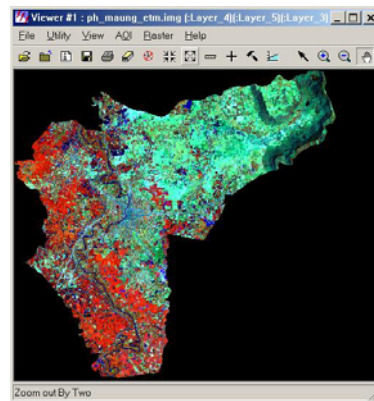 Viewer #1 : ph_maung_etm.img (:Layer_4)(:Layer_5)(:Layer_3)
File Utility View AOI Raster Help
Zoom out By Two